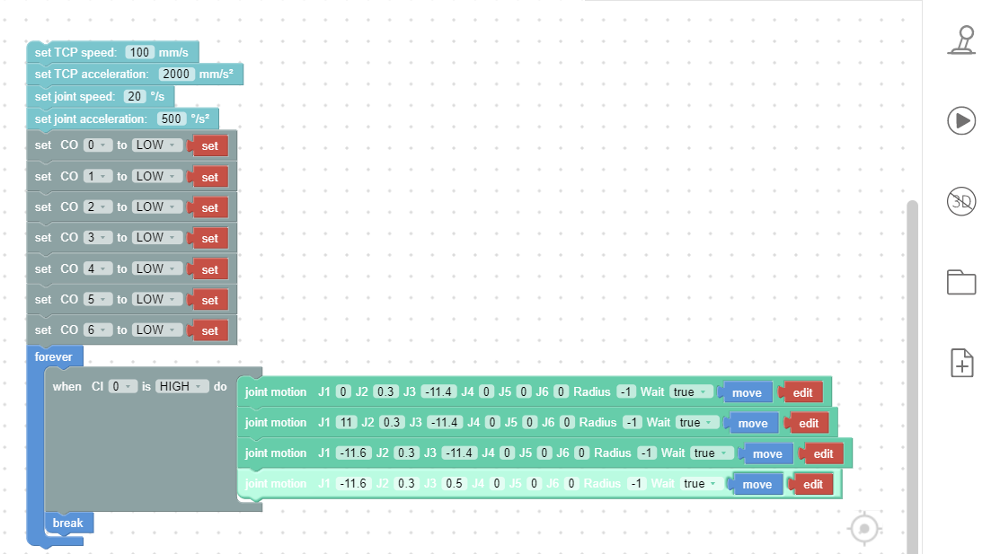 set TCP speed: 100 mm/s
set TCP acceleration: 2000 mm/s²
set joint speed: 20 °/s
set joint acceleration: 500 °/s²
set CO 0 to LOW set
set CO 1 to LOW set
set CO 2 to LOW set
set CO 3 to LOW set
set CO 4 to LOW set
set CO 5 to LOW set
set CO 6 to LOW set
forever
when CI 0 is HIGH do
joint motion J1 0 J2 0.3 J3 -11.4 J4 0 J5 0 J6 0 Radius -1 Wait true move edit
joint motion J1 11 J2 0.3 J3 -11.4 J4 0 J5 0 J6 0 Radius -1 Wait true move edit
joint motion J1 -11.6 J2 0.3 J3 -11.4 J4 0 J5 0 J6 0 Radius -1 Wait true move edit
joint motion J1 -11.6 J2 0.3 J3 0.5 J4 0 J5 0 J6 0 Radius -1 Wait true move edit
break
3D